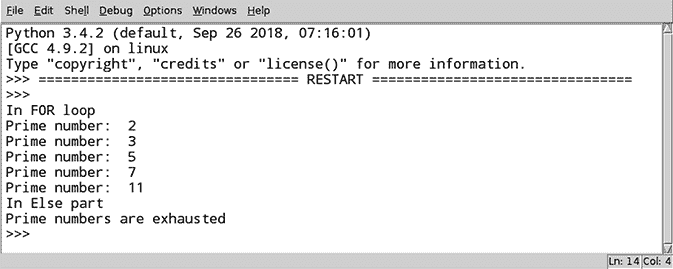 File Edit Shell Debug Options Windows Help
Python 3.4.2 (default, Sep 26 2018, 07:16:01)
[GCC 4.9.2] on linux
Type "copyright", "credits" or "license()" for more information.
>>> ================================ RESTART ================================
>>>
In FOR loop
Prime number:  2
Prime number:  3
Prime number:  5
Prime number:  7
Prime number:  11
In Else part
Prime numbers are exhausted
>>>
Ln: 14 Col: 4